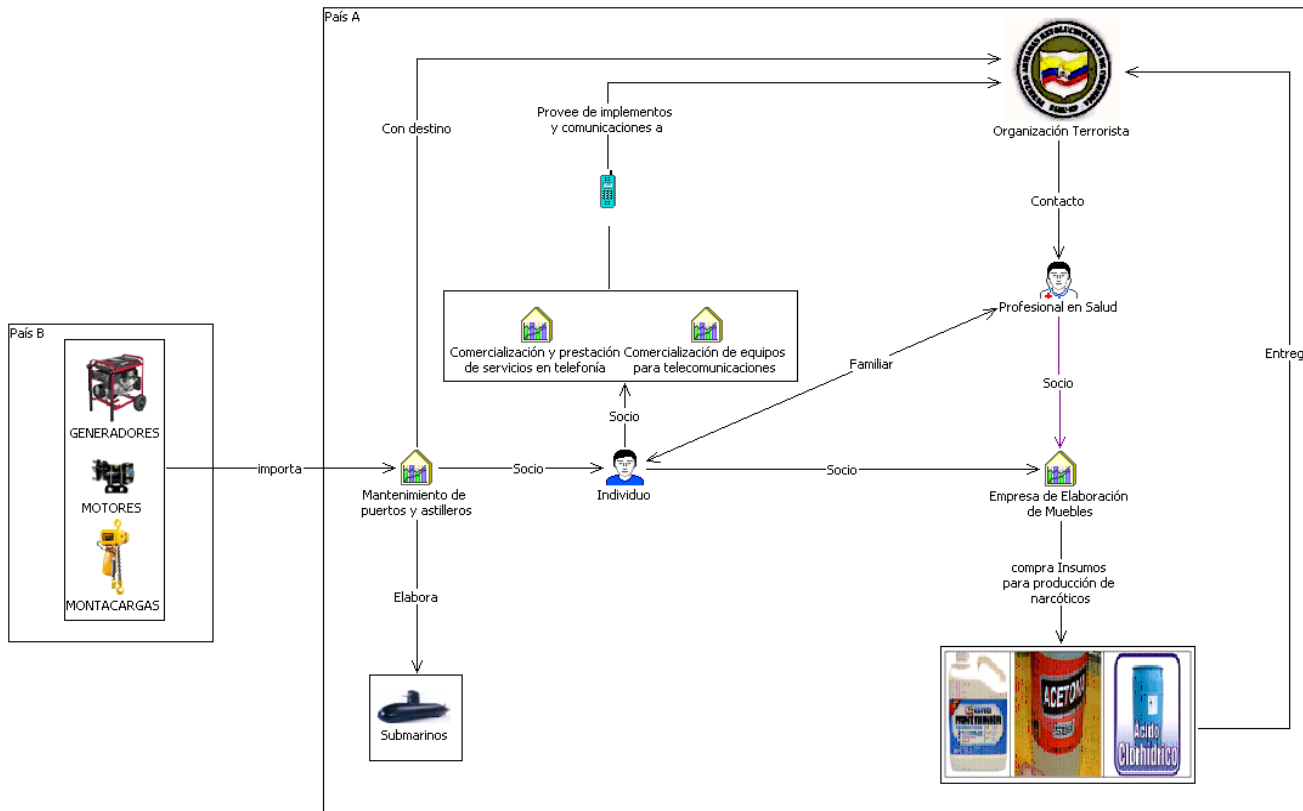 País A
Organización Terrorista
Con destino
Provee de implementos
y comunicaciones a
Contacto
Profesional en Salud
País B
GENERADORES
MOTORES
MONTACARGAS
Comercialización y prestación
de servicios en telefonía
Comercialización de equipos
para telecomunicaciones
Familiar
Entreg
Socio
Socio
importa
Socio
Socio
Mantenimiento de
puertos y astilleros
Individuo
Empresa de Elaboración
de Muebles
Elabora
compra Insumos
para producción de
narcóticos
Submarinos
ACETONA
Ácido
Clorhídrico